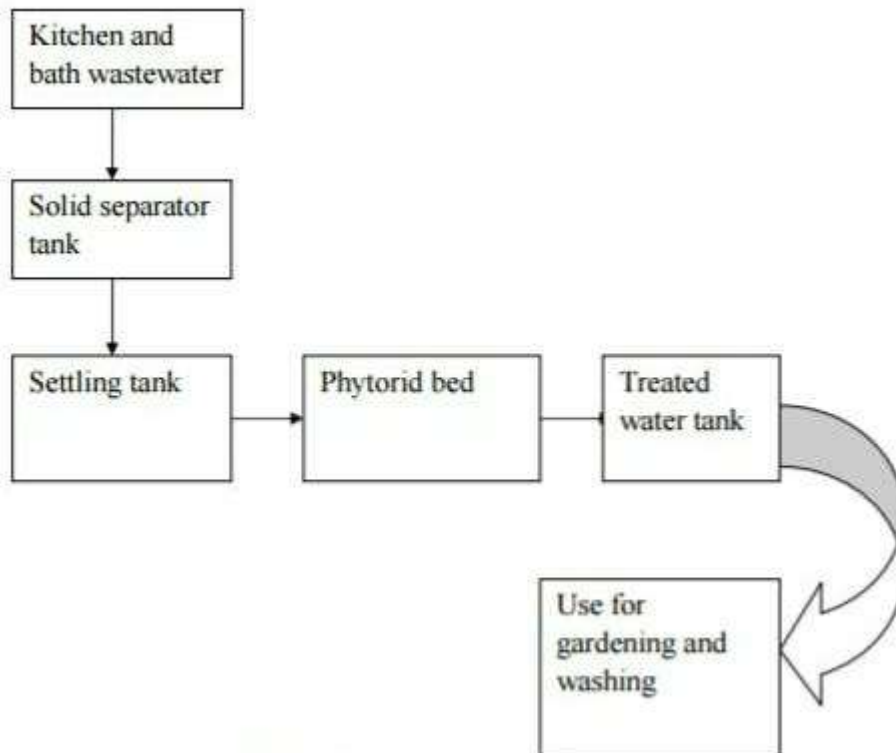 Kitchen and
bath wastewater
Solid separator
tank
Settling tank
Phytorid bed
Treated
water tank
Use for
gardening and
washing